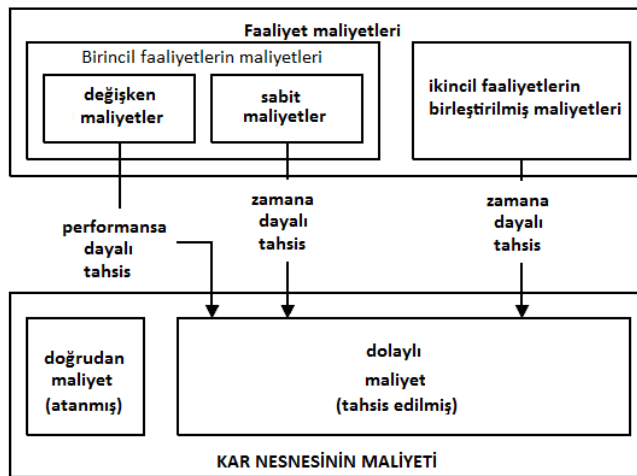 Faaliyet maliyetleri
Birincil faaliyetlerin maliyetleri
değişken
maliyetler
sabit
maliyetler
ikincil faaliyetlerin
birleştirilmiş maliyetleri
performansa
dayalı
tahsis
zamana
dayalı
tahsis
zamana
dayalı
tahsis
doğrudan
maliyet
(atanmış)
dolaylı
maliyet
(tahsis edilmiş)
KAR NESNESİNİN MALİYETİ